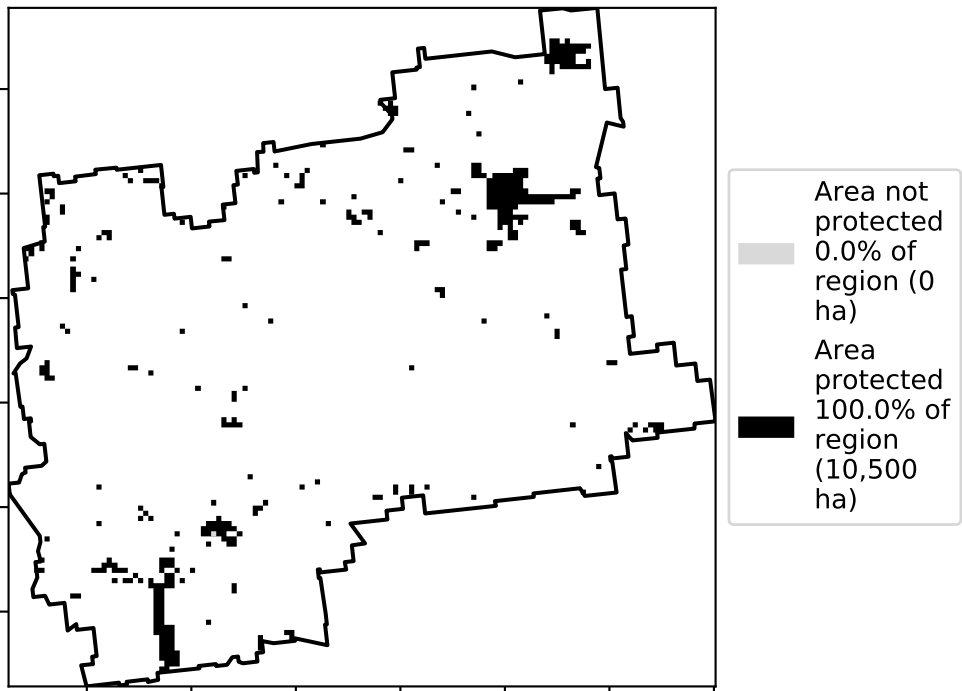 Area not
protected
0.0% of
region (0
ha)
Area
protected
100.0% of
region
(10,500
ha)